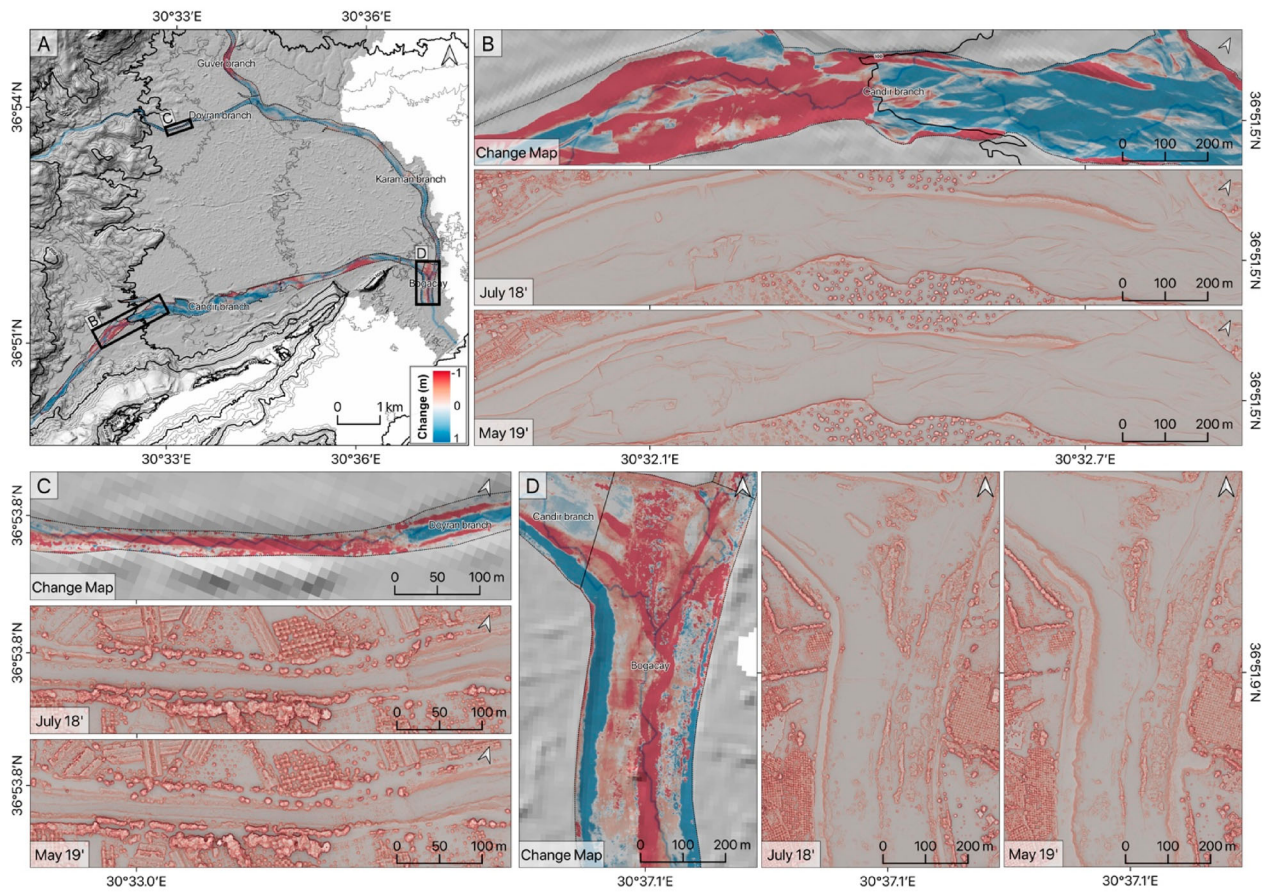 30°33'E
30°36'E
A
36°54'N
36°51'N
Guver branch
C
Doyran branch
Karaman branch
D
Bogacay
B
Candir branch
Change (m)
-1
0
1
0
1 km
30°33'E
30°36'E
B
Candir branch
Change Map
0
100
200 m
36°51.5'N
July 18'
0
100
200 m
36°51.5'N
May 19'
0
100
200 m
36°51.5'N
30°32.1'E
30°32.7'E
C
Doyran branch
36°53.8'N
Change Map
0
50
100 m
36°53.8'N
July 18'
0
50
100 m
36°53.8'N
May 19'
0
50
100 m
30°33.0'E
D
Candir branch
Bogacay
Change Map
0
100
200 m
July 18'
0
100
200 m
May 19'
0
100
200 m
36°51.9'N
30°37.1'E
30°37.1'E
30°37.1'E